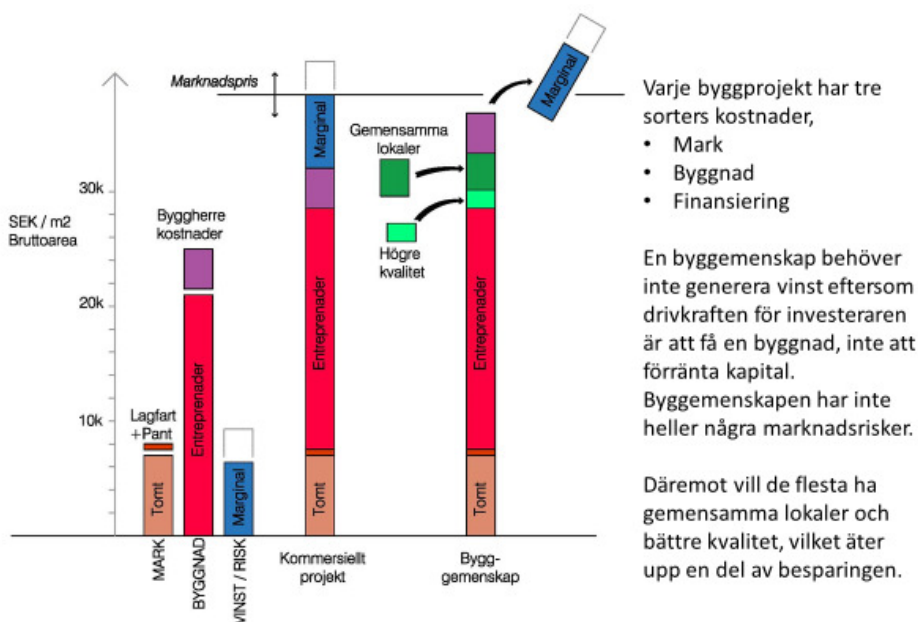 Marknadspris
Marginal
Marginal
Gemensamma
lokaler
30k
SEK / m2
Bruttoarea
Byggherre
kostnader
Högre
kvalitet
20k
Entreprenader
Entreprenader
Entreprenader
10k
Lagfart
+Pant
Tomt
Marginal
Tomt
Tomt
MARK
BYGGNAD
VINST / RISK
Kommersiellt
projekt
Bygg-
gemenskap
Varje byggprojekt har tre
sorters kostnader,
• Mark
• Byggnad
• Finansiering
En byggemenskap behöver
inte generera vinst eftersom
drivkraften för investeraren
är att få en byggnad, inte att
förränta kapital.
Byggemenskapen har inte
heller några marknadsrisker.
Däremot vill de flesta ha
gemensamma lokaler och
bättre kvalitet, vilket äter
upp en del av besparingen.